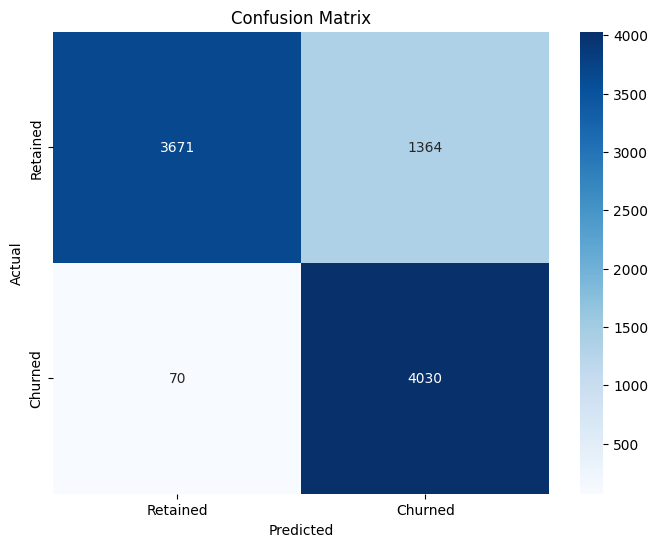 Confusion Matrix
Actual
Retained
Churned
3671
1364
70
4030
Retained
Churned
Predicted
4000
3500
3000
2500
2000
1500
1000
500